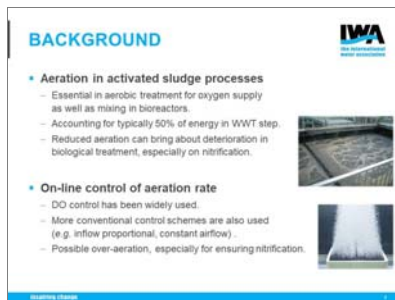 BACKGROUND
IWA
the international
water association
Aeration in activated sludge processes
– Essential in aerobic treatment for oxygen supply
as well as mixing in bioreactors.
– Accounting for typically 50% of energy in WWT step.
– Reduced aeration can bring about deterioration in
biological treatment, especially on nitrification.
On-line control of aeration rate
– DO control has been widely used.
– More conventional control schemes are also used
(e.g. inflow proportional, constant airflow) .
– Possible over-aeration, especially for ensuring nitrification.
inspiring change